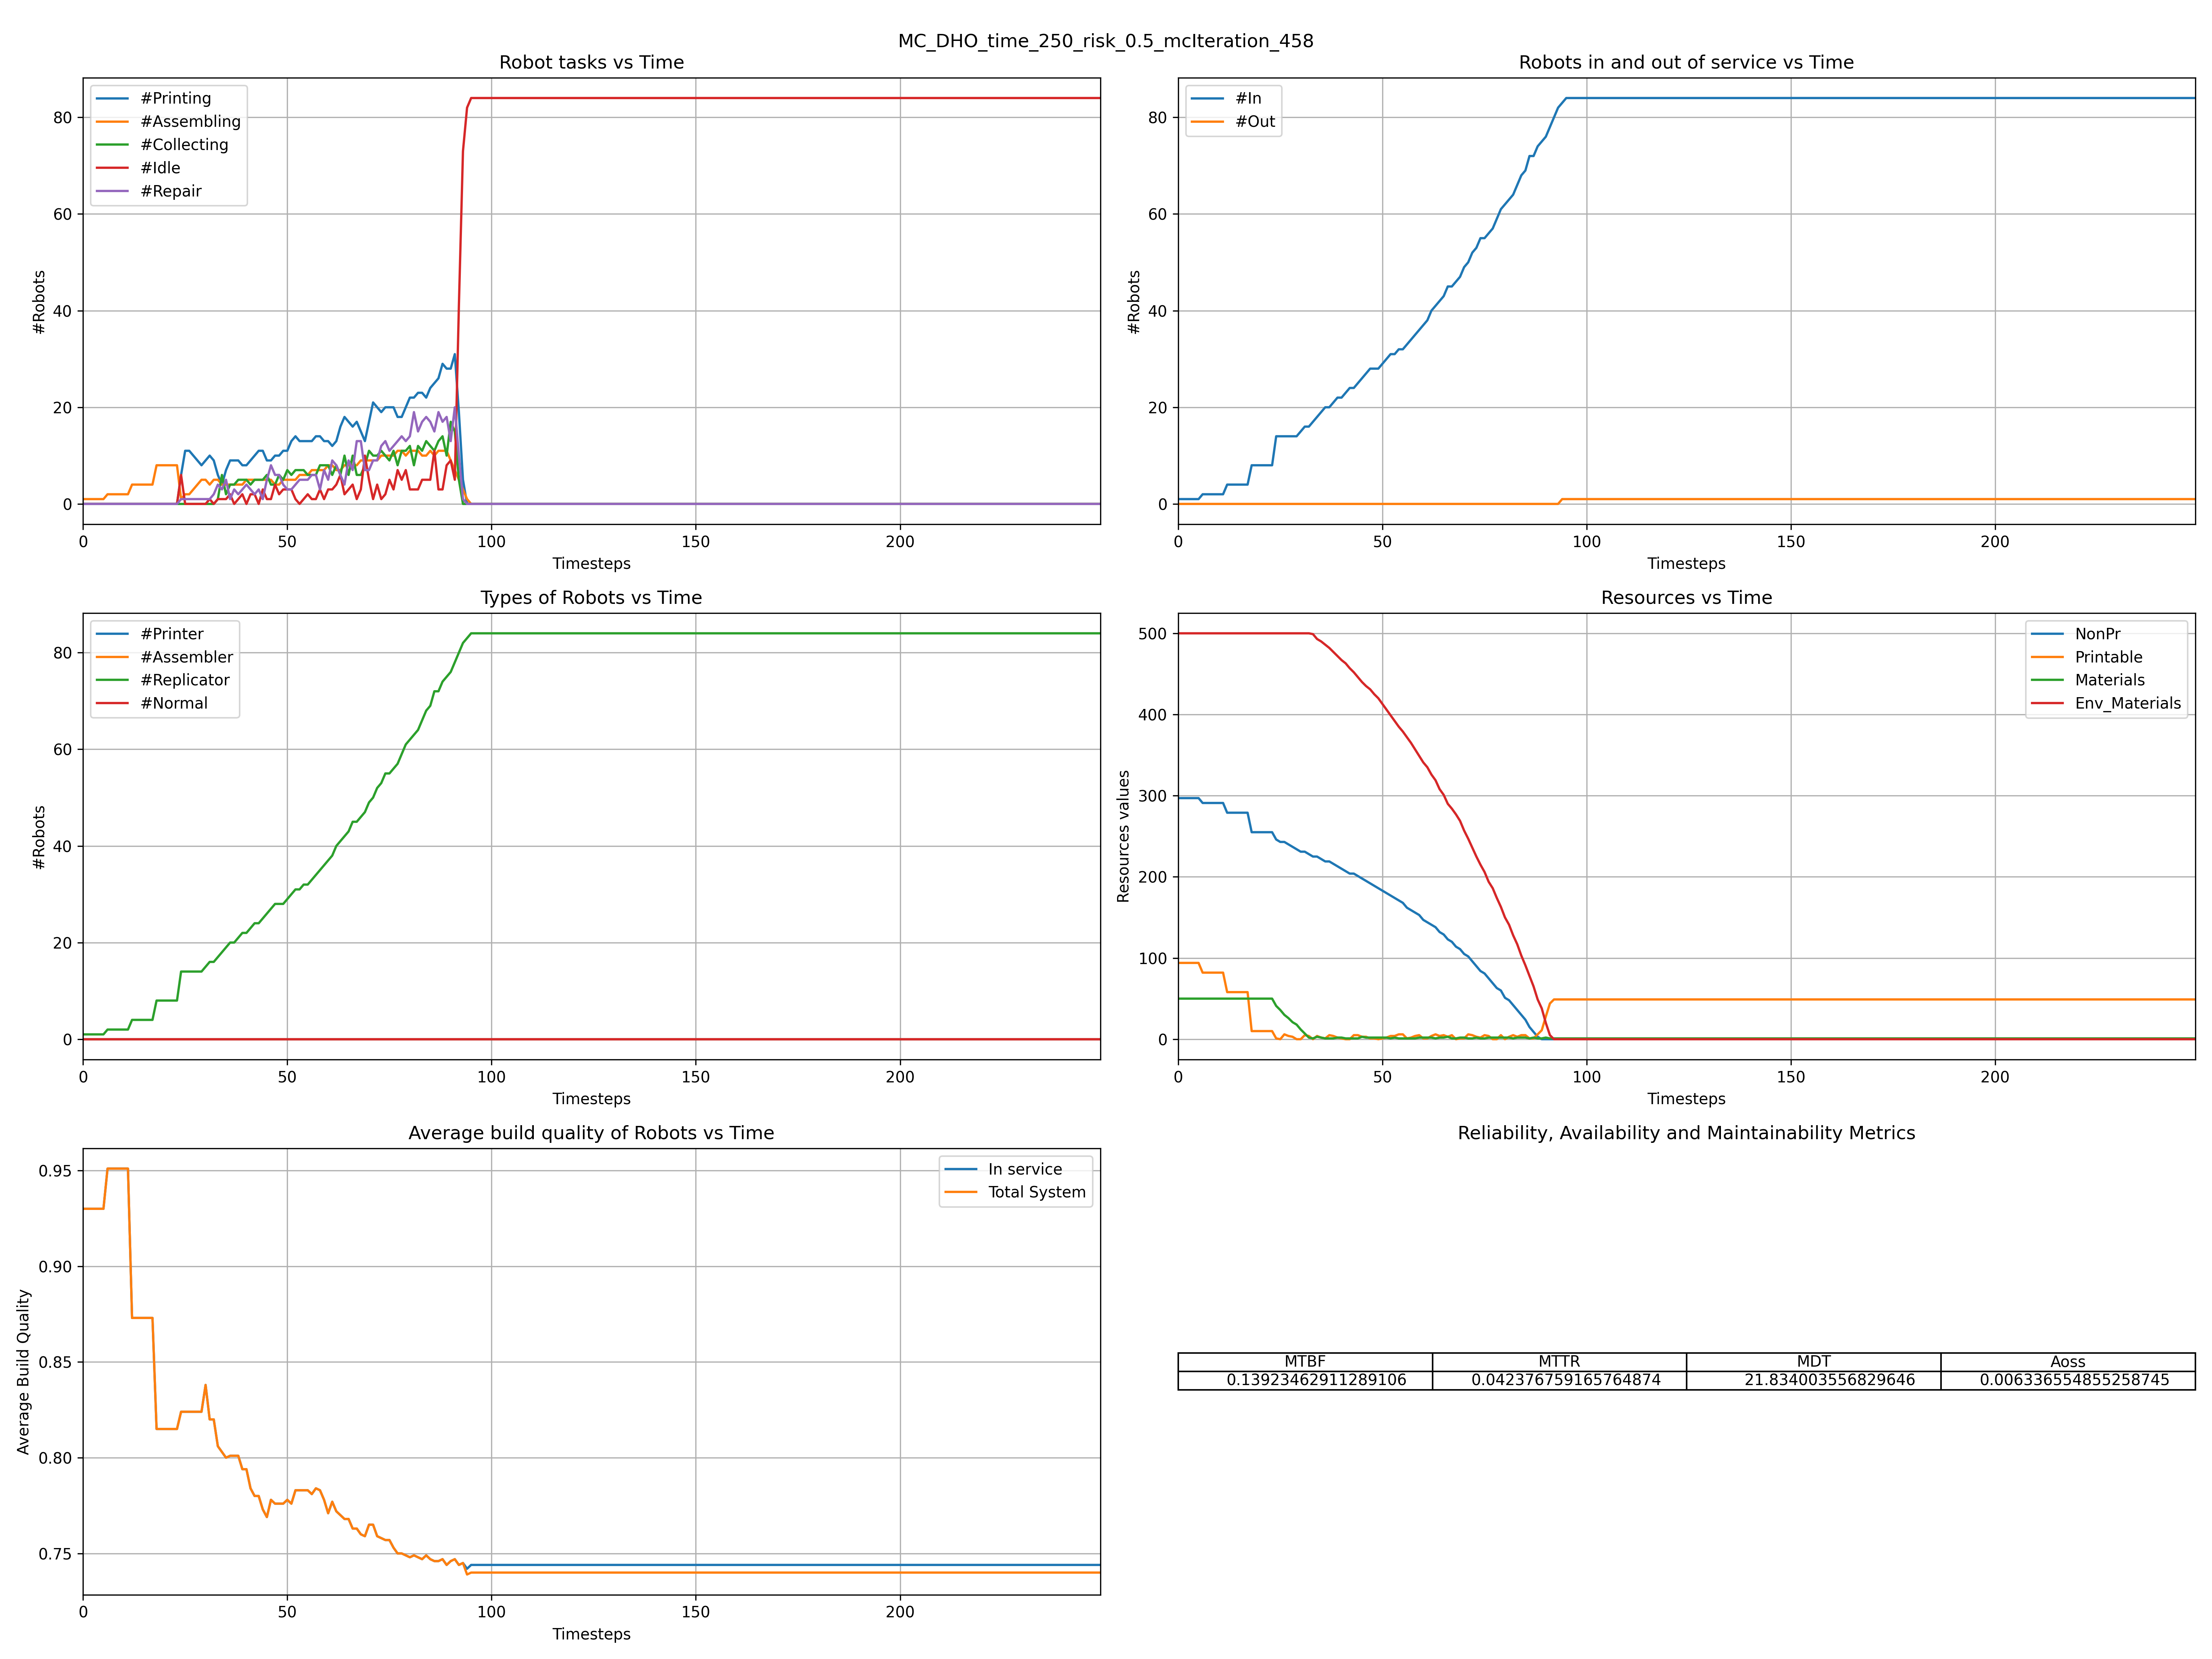 MC_DHO_time_250_risk_0.5_mcIteration_458
Robot tasks vs Time
#Printing
#Assembling
#Collecting
#Idle
#Repair
80
60
40
20
0
#Robots
0 50 100 150 200
Timesteps
Robots in and out of service vs Time
#In
#Out
80
60
40
20
0
#Robots
0 50 100 150 200
Timesteps
Types of Robots vs Time
#Printer
#Assembler
#Replicator
#Normal
80
60
40
20
0
#Robots
0 50 100 150 200
Timesteps
Resources vs Time
NonPr
Printable
Materials
Env_Materials
500
400
300
200
100
0
Resources values
0 50 100 150 200
Timesteps
Average build quality of Robots vs Time
In service
Total System
0.95
0.90
0.85
0.80
0.75
Average Build Quality
0 50 100 150 200
Timesteps
Reliability, Availability and Maintainability Metrics
MTBF MTTR MDT Aoss
0.13923462911289106 0.042376759165764874 21.834003556829646 0.006336554855258745